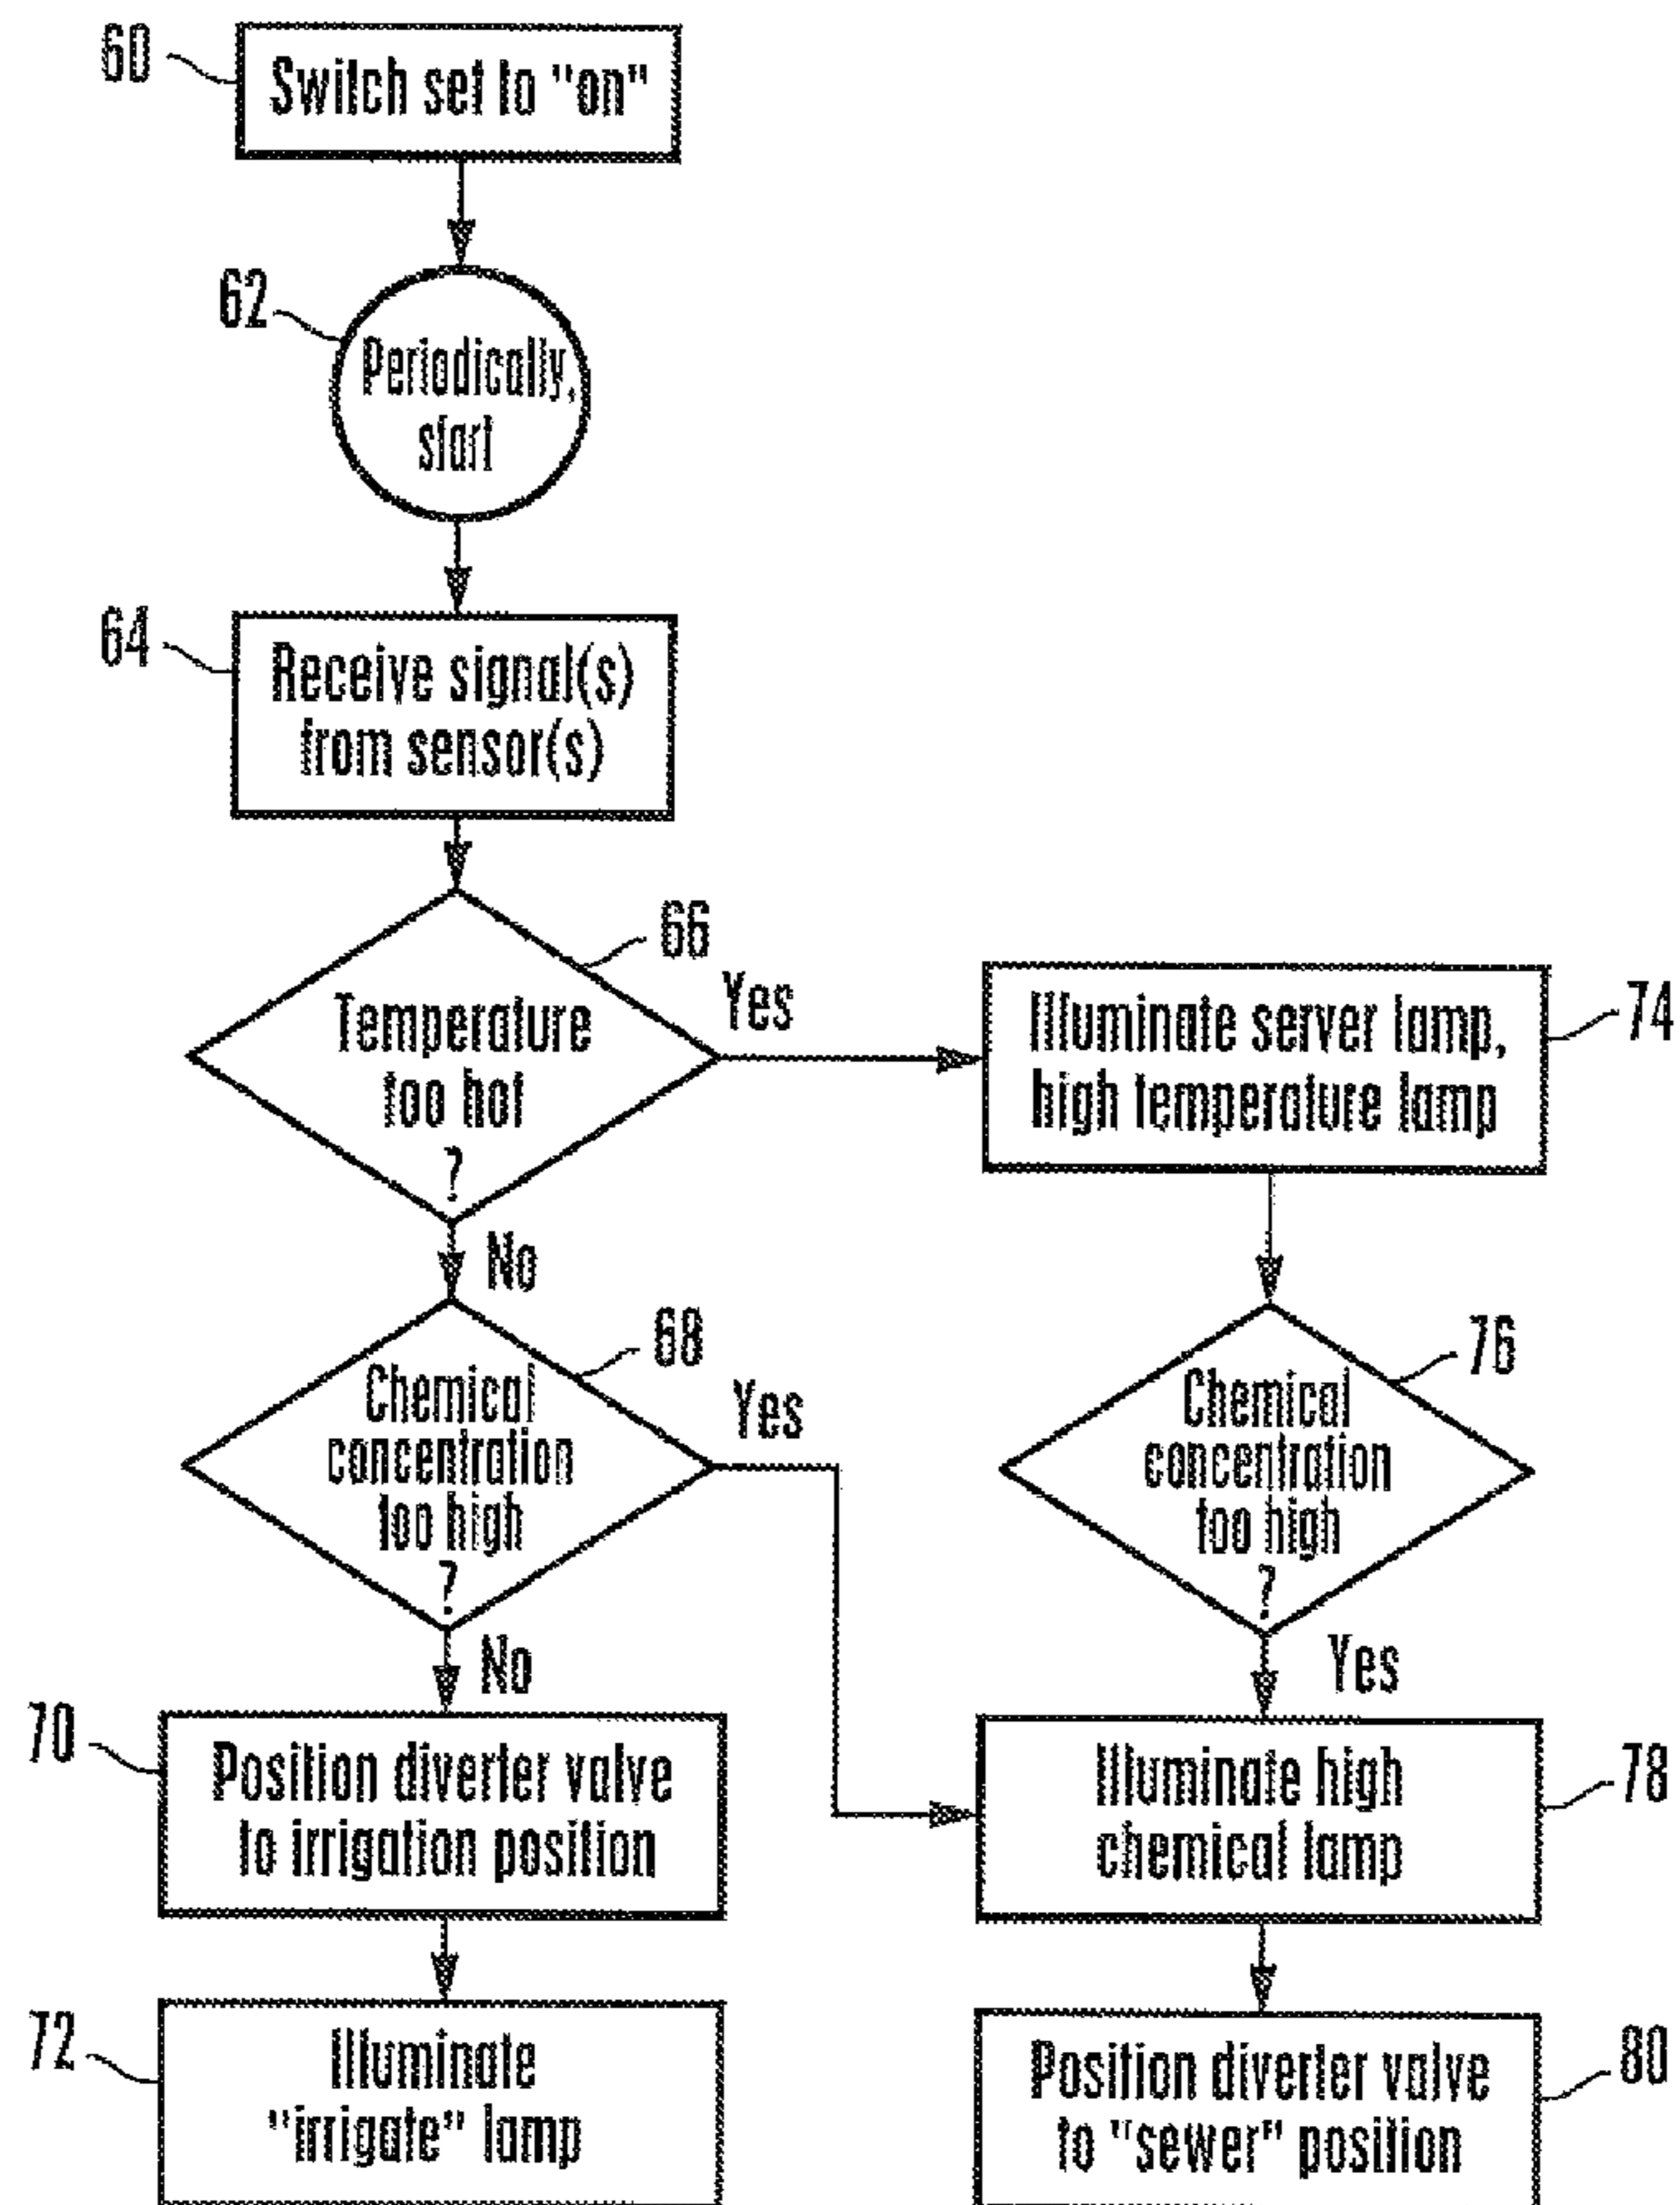 60
Switch set to "on"
62
Periodically,
start
64
Receive signal(s)
from sensor(s)
66
Temperature
too hot
?
Yes
No
74
Illuminate server lamp,
high temperature lamp
68
Chemical
concentration
too high
?
Yes
No
76
Chemical
concentration
too high
?
Yes
70
Position diverter valve
to irrigation position
78
Illuminate high
chemical lamp
72
Illuminate
"irrigate" lamp
80
Position diverter valve
to "sewer" position